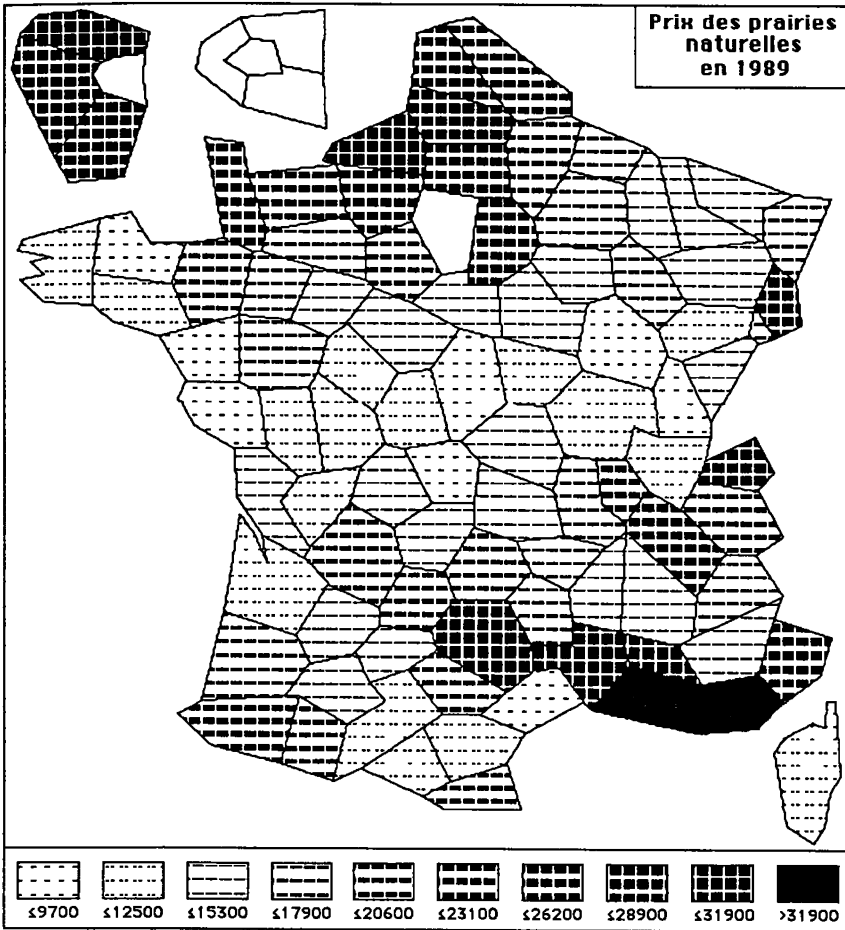 Prix des prairies
naturelles
en 1989
≤9700 ≤12500 ≤15300 ≤17900 ≤20600 ≤23100 ≤26200 ≤28900 ≤31900 >31900